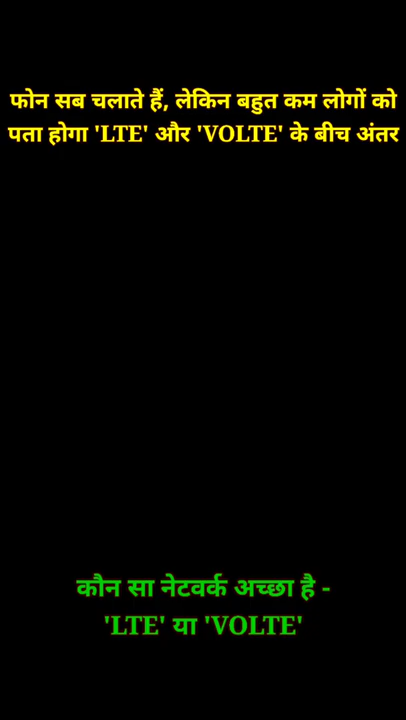 फोन सब चलाते हैं, लेकिन बहुत कम लोगों को
पता होगा 'LTE' और 'VOLTE' के बीच अंतर
कौन सा नेटवर्क अच्छा है -
'LTE' या 'VOLTE'